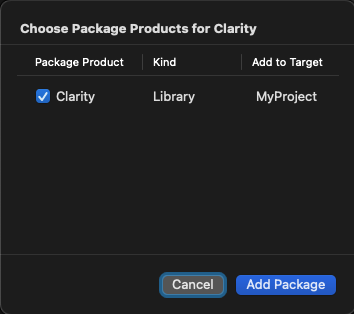 Choose Package Products for Clarity
Package Product Kind Add to Target
Clarity Library MyProject
Cancel Add Package